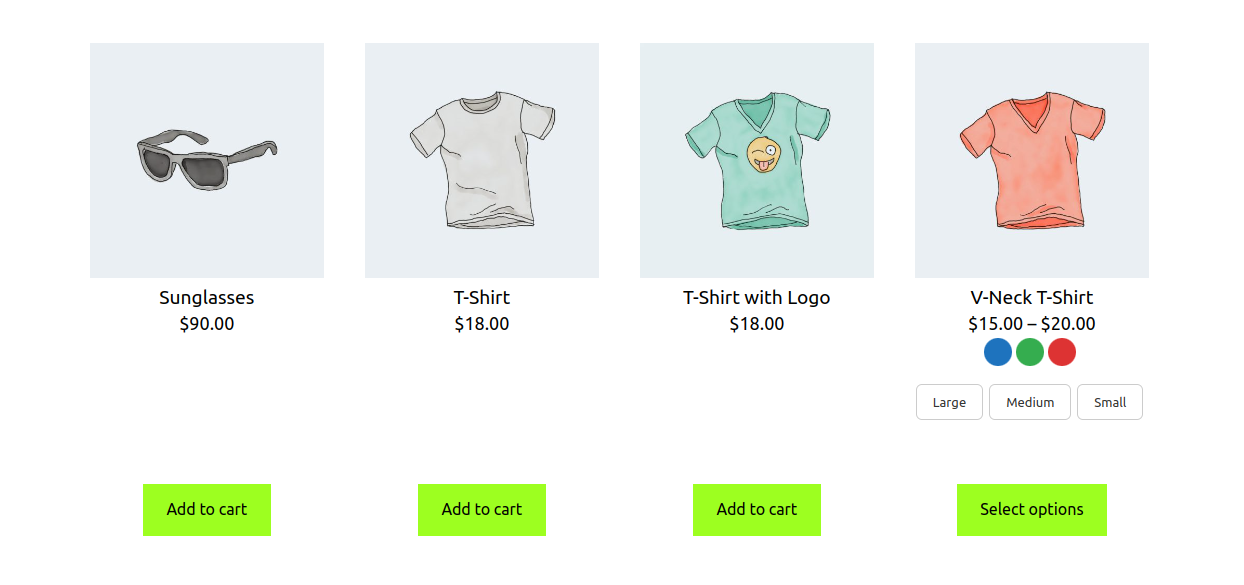 Sunglasses
$90.00
Add to cart
T-Shirt
$18.00
Add to cart
T-Shirt with Logo
$18.00
Add to cart
V-Neck T-Shirt
$15.00 – $20.00
Large Medium Small
Select options